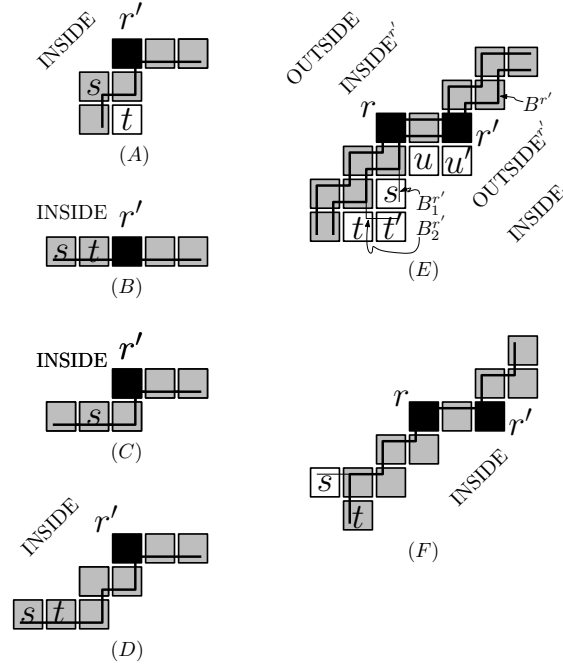 INSIDE
r′
s
t
(A)
INSIDE
r′
s t
(B)
INSIDE
r′
s
(C)
INSIDE
r′
s t
(D)
OUTSIDE
INSIDE^{r′}
B^{r′}
r
r′
u u′
OUTSIDE^{r′}
s
B_1^{r′}
INSIDE
t t′
B_2^{r′}
(E)
r
r′
INSIDE
s
t
(F)